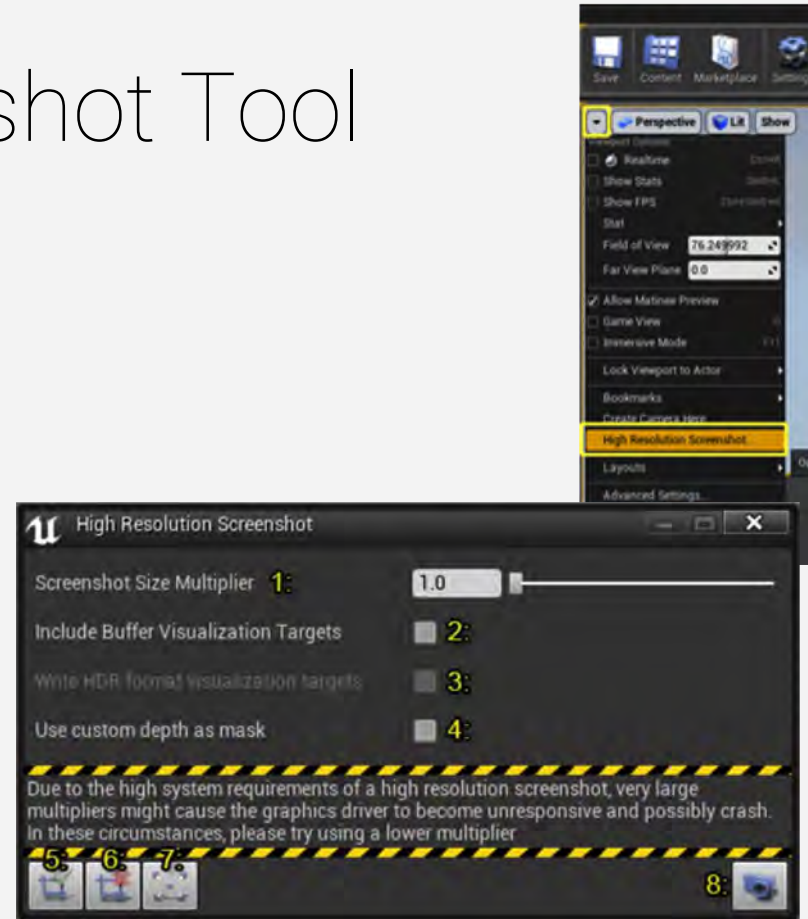 shot Tool
Save Content Marketplace Settings
Perspective Lit Show
Viewport Options
Realtime
Show Stats
Show FPS
Stat
Field of View 76.249992
Far View Plane 0.0
Allow Matinee Preview
Game View
Immersive Mode F11
Lock Viewport to Actor
Bookmarks
Create Camera Here
High Resolution Screenshot...
Layouts
Advanced Settings...
High Resolution Screenshot
Screenshot Size Multiplier 1: 1.0
Include Buffer Visualization Targets 2:
Write HDR format visualization targets 3:
Use custom depth as mask 4:
Due to the high system requirements of a high resolution screenshot, very large
multipliers might cause the graphics driver to become unresponsive and possibly crash.
In these circumstances, please try using a lower multiplier
5: 6: 7:
8: